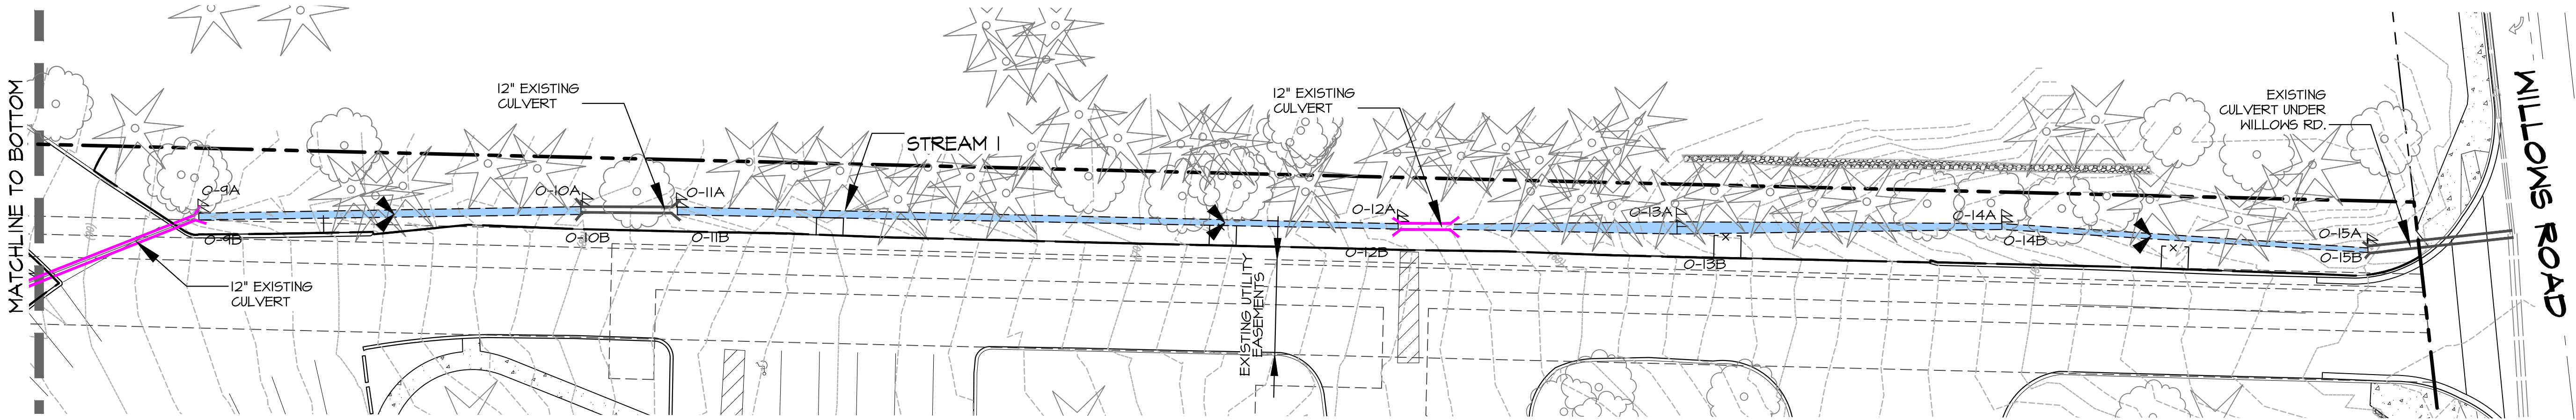 MATCHLINE TO BOTTOM
12" EXISTING
CULVERT
STREAM 1
12" EXISTING
CULVERT
EXISTING
CULVERT UNDER
WILLOWS RD.
WILLOWS ROAD
O-9A
O-9B
O-10A
O-10B
O-11A
O-11B
O-12A
O-12B
O-13A
O-13B
O-14A
O-14B
O-15A
O-15B
12" EXISTING
CULVERT
EXISTING UTILITY
EASEMENTS